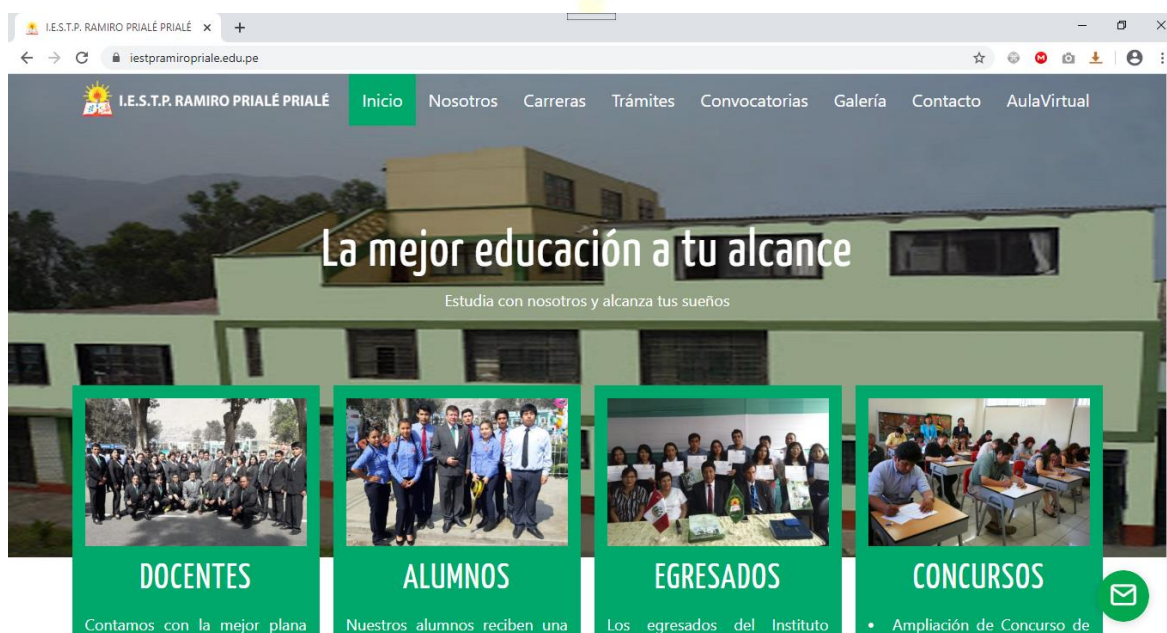 I.E.S.T.P. RAMIRO PRIALÉ PRIALÉ
iestpramiropriale.edu.pe
I.E.S.T.P. RAMIRO PRIALÉ PRIALÉ Inicio Nosotros Carreras Trámites Convocatorias Galería Contacto AulaVirtual
La mejor educación a tu alcance
Estudia con nosotros y alcanza tus sueños
DOCENTES
Contamos con la mejor plana
ALUMNOS
Nuestros alumnos reciben una
EGRESADOS
Los egresados del Instituto
CONCURSOS
• Ampliación de Concurso de